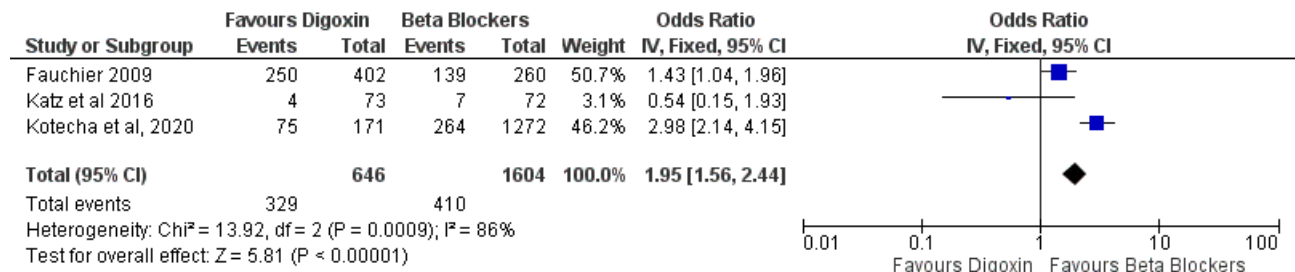 Favours Digoxin Beta Blockers Odds Ratio Odds Ratio
Study or Subgroup Events Total Events Total Weight IV, Fixed, 95% CI IV, Fixed, 95% CI
Fauchier 2009 250 402 139 260 50.7% 1.43 [1.04, 1.96]
Katz et al 2016 4 73 7 72 3.1% 0.54 [0.15, 1.93]
Kotecha et al, 2020 75 171 264 1272 46.2% 2.98 [2.14, 4.15]
Total (95% CI) 646 1604 100.0% 1.95 [1.56, 2.44]
Total events 329 410
Heterogeneity: Chi² = 13.92, df = 2 (P = 0.0009); I² = 86%
Test for overall effect: Z = 5.81 (P < 0.00001)
0.01 0.1 1 10 100
Favours Digoxin Favours Beta Blockers